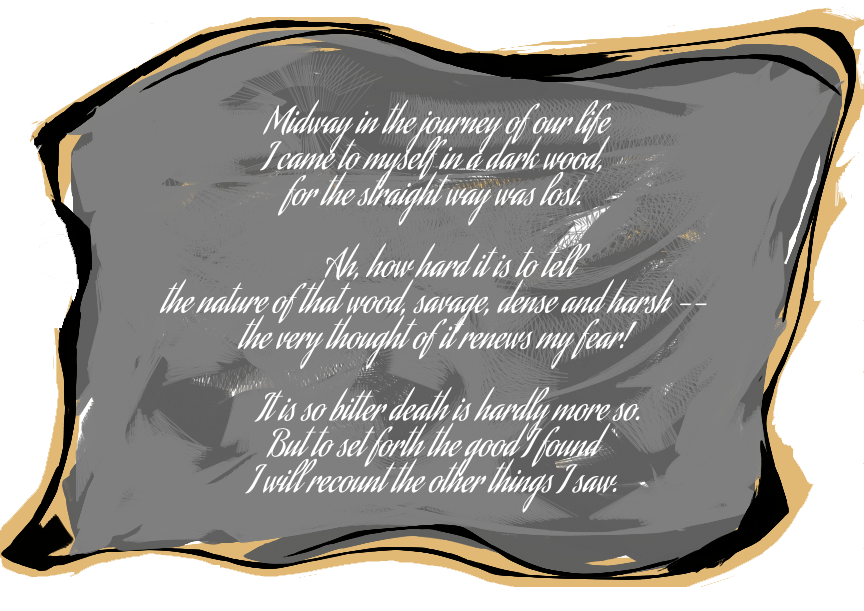 Midway in the journey of our life
I came to myself in a dark wood,
for the straight way was lost.
Ah, how hard it is to tell
the nature of that wood, savage, dense and harsh --
the very thought of it renews my fear!
It is so bitter death is hardly more so.
But to set forth the good I found
I will recount the other things I saw.